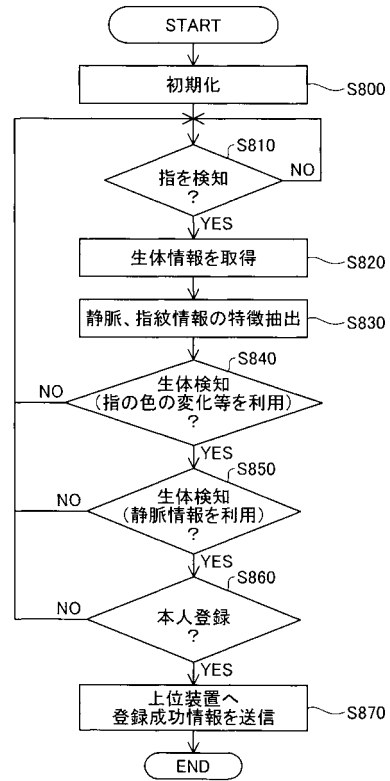 START
初期化
S800
S810
指を検知
?
NO
YES
生体情報を取得
S820
静脈、指紋情報の特徴抽出
S830
S840
NO
生体検知
(指の色の変化等を利用)
?
YES
S850
NO
生体検知
(静脈情報を利用)
?
YES
S860
NO
本人登録
?
YES
上位装置へ
登録成功情報を送信
S870
END